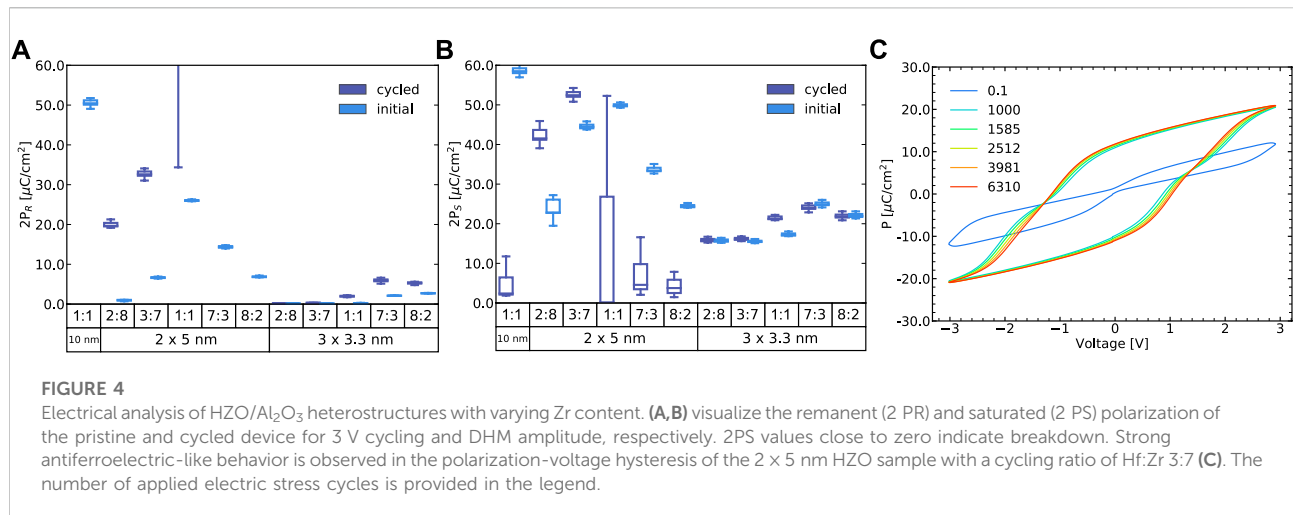 A
2PR [µC/cm²]
60.0
50.0
40.0
30.0
20.0
10.0
0.0
cycled
initial
1:1 2:8 3:7 1:1 7:3 8:2 2:8 3:7 1:1 7:3 8:2
10 nm 2 x 5 nm 3 x 3.3 nm
B
2PS [µC/cm²]
60.0
50.0
40.0
30.0
20.0
10.0
0.0
cycled
initial
1:1 2:8 3:7 1:1 7:3 8:2 2:8 3:7 1:1 7:3 8:2
10 nm 2 x 5 nm 3 x 3.3 nm
C
P [µC/cm²]
30.0
20.0
10.0
0.0
-10.0
-20.0
-30.0
0.1
1000
1585
2512
3981
6310
−3 −2 −1 0 1 2 3
Voltage [V]
FIGURE 4
Electrical analysis of HZO/Al₂O₃ heterostructures with varying Zr content. (A,B) visualize the remanent (2 PR) and saturated (2 PS) polarization of
the pristine and cycled device for 3 V cycling and DHM amplitude, respectively. 2PS values close to zero indicate breakdown. Strong
antiferroelectric-like behavior is observed in the polarization-voltage hysteresis of the 2 × 5 nm HZO sample with a cycling ratio of Hf:Zr 3:7 (C). The
number of applied electric stress cycles is provided in the legend.